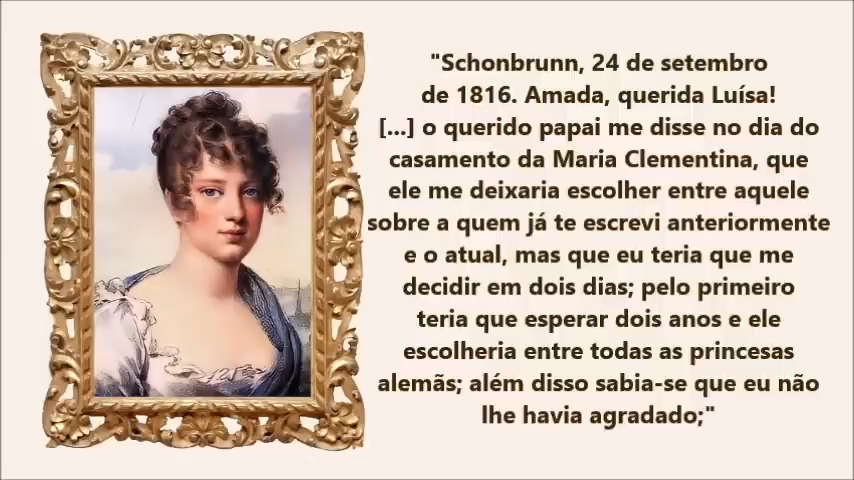 "Schonbrunn, 24 de setembro
de 1816. Amada, querida Luísa!
[...] o querido papai me disse no dia do
casamento da Maria Clementina, que
ele me deixaria escolher entre aquele
sobre a quem já te escrevi anteriormente
e o atual, mas que eu teria que me
decidir em dois dias; pelo primeiro
teria que esperar dois anos e ele
escolheria entre todas as princesas
alemãs; além disso sabia-se que eu não
lhe havia agradado;"